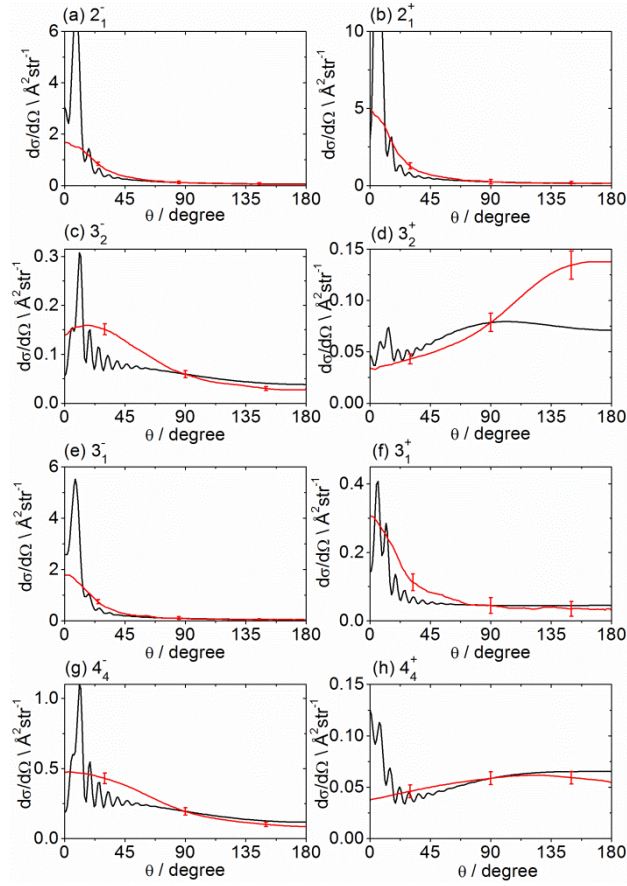 (a) 2₁⁻
6
4
2
0
dσ/dΩ \ Å²str⁻¹
0 45 90 135 180
θ / degree
(b) 2₁⁺
10
5
0
dσ/dΩ \ Å²str⁻¹
0 45 90 135 180
θ / degree
(c) 3₂⁻
0.3
0.2
0.1
0.0
dσ/dΩ \ Å²str⁻¹
0 45 90 135 180
θ / degree
(d) 3₂⁺
0.15
0.10
0.05
0.00
dσ/dΩ \ Å²str⁻¹
0 45 90 135 180
θ / degree
(e) 3₁⁻
6
4
2
0
dσ/dΩ \ Å²str⁻¹
0 45 90 135 180
θ / degree
(f) 3₁⁺
0.4
0.2
0.0
dσ/dΩ \ Å²str⁻¹
0 45 90 135 180
θ / degree
(g) 4₄⁻
1.0
0.5
0.0
dσ/dΩ \ Å²str⁻¹
0 45 90 135 180
θ / degree
(h) 4₄⁺
0.15
0.10
0.05
0.00
dσ/dΩ \ Å²str⁻¹
0 45 90 135 180
θ / degree